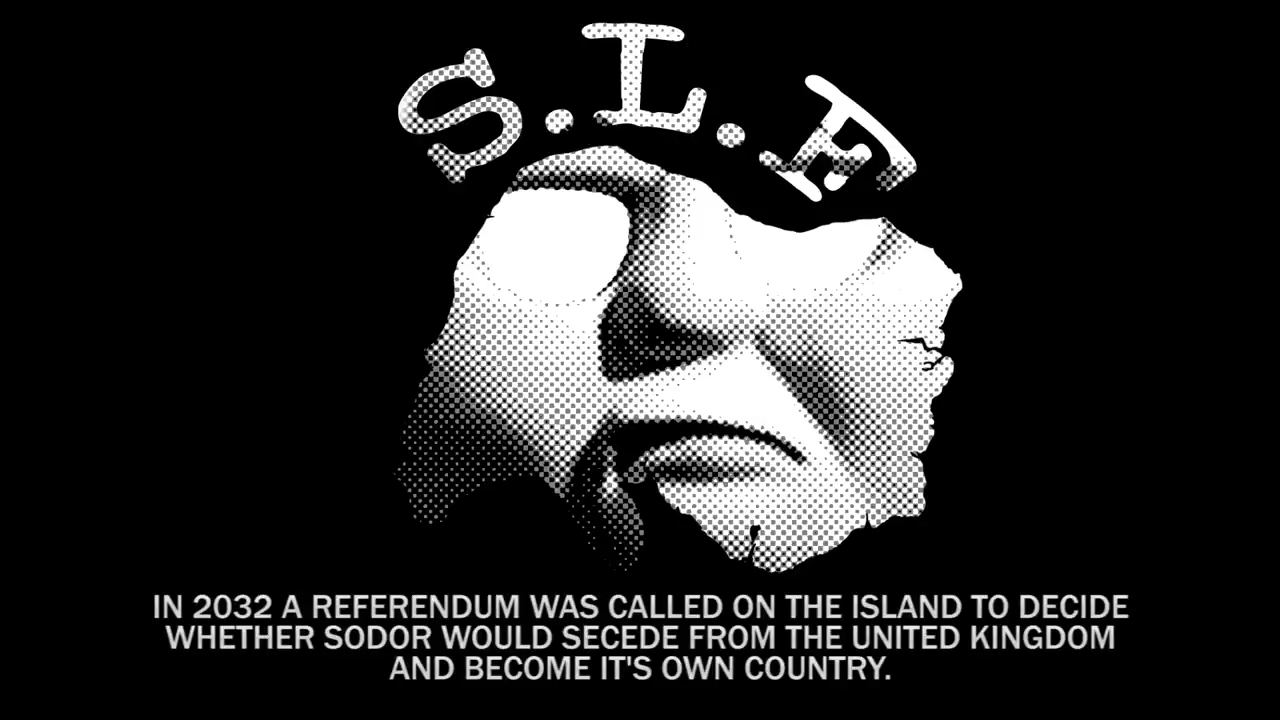 S.L.F
IN 2032 A REFERENDUM WAS CALLED ON THE ISLAND TO DECIDE
WHETHER SODOR WOULD SECEDE FROM THE UNITED KINGDOM
AND BECOME IT'S OWN COUNTRY.